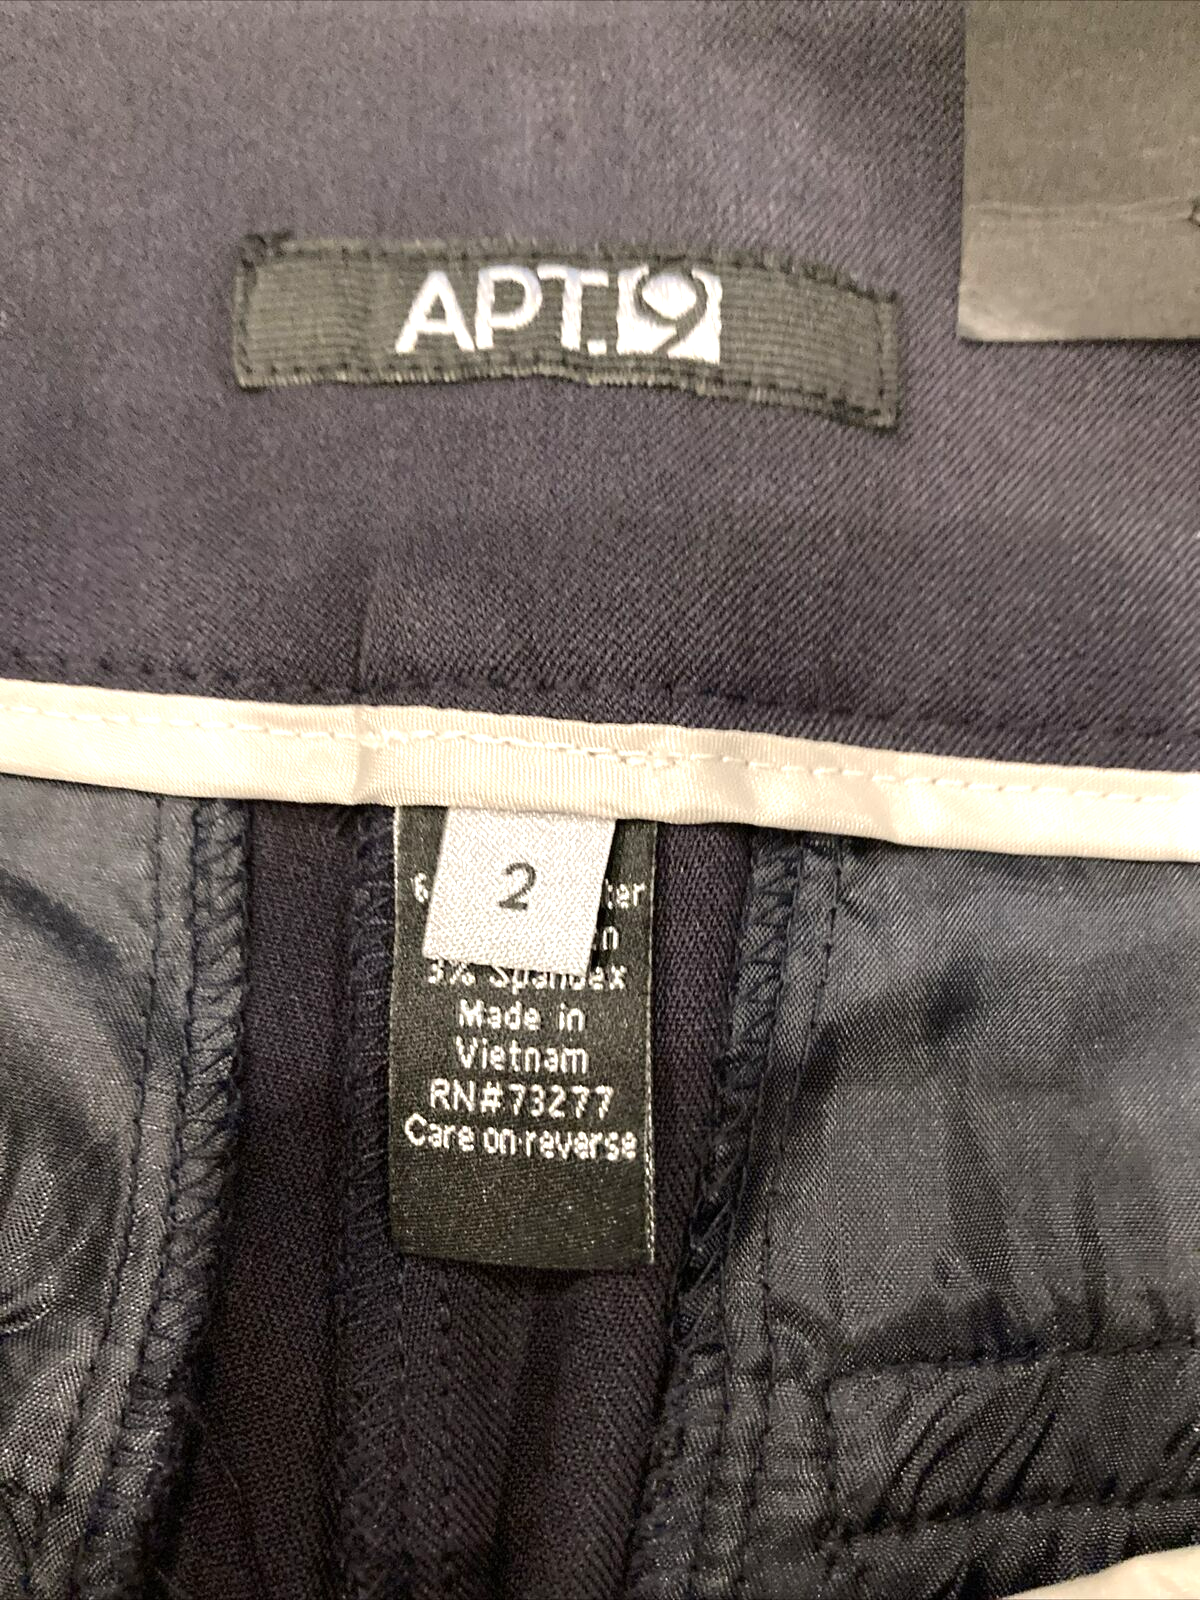 APT.9
2
3% Spandex
Made in
Vietnam
RN#73277
Care on reverse